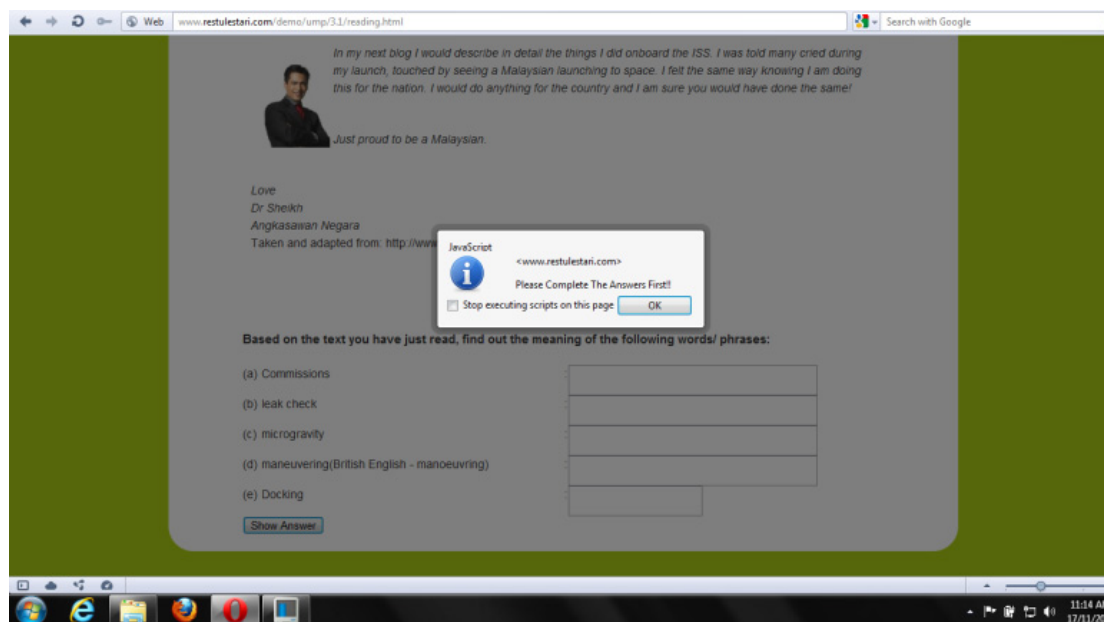 Web www.restulestari.com/demo/ump/3.1/reading.html Search with Google
In my next blog I would describe in detail the things I did onboard the ISS. I was told many cried during
my launch, touched by seeing a Malaysian launching to space. I felt the same way knowing I am doing
this for the nation. I would do anything for the country and I am sure you would have done the same!
Just proud to be a Malaysian.
Love
Dr Sheikh
Angkasawan Negara
Taken and adapted from: http://www
JavaScript
<www.restulestari.com>
Please Complete The Answers First!!
Stop executing scripts on this page OK
Based on the text you have just read, find out the meaning of the following words/ phrases:
(a) Commissions :
(b) leak check :
(c) microgravity :
(d) maneuvering(British English - manoeuvring) :
(e) Docking :
Show Answer
11:14 AM
17/11/20